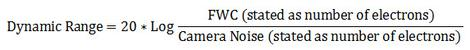 Dynamic Range = 20 * Log FWC (stated as number of electrons)
Camera Noise (stated as number of electrons)